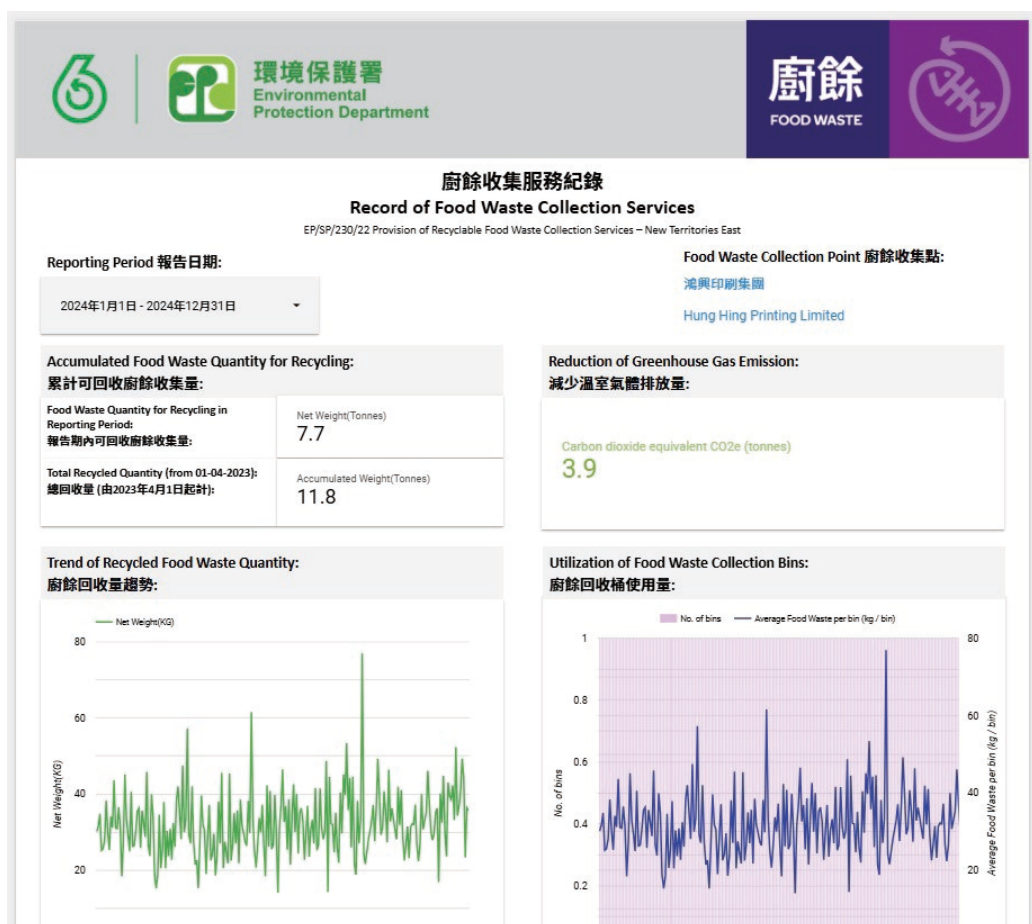 環境保護署
Environmental
Protection Department
廚餘
FOOD WASTE
廚餘收集服務紀錄
Record of Food Waste Collection Services
EP/SP/230/22 Provision of Recyclable Food Waste Collection Services – New Territories East
Reporting Period 報告日期:
2024年1月1日 - 2024年12月31日
Food Waste Collection Point 廚餘收集點:
鴻興印刷集團
Hung Hing Printing Limited
Accumulated Food Waste Quantity for Recycling:
累計可回收廚餘收集量:
Food Waste Quantity for Recycling in
Reporting Period:
報告期內可回收廚餘收集量:
Net Weight(Tonnes)
7.7
Total Recycled Quantity (from 01-04-2023):
總回收量 (由2023年4月1日起計):
Accumulated Weight(Tonnes)
11.8
Reduction of Greenhouse Gas Emission:
減少溫室氣體排放量:
Carbon dioxide equivalent CO2e (tonnes)
3.9
Trend of Recycled Food Waste Quantity:
廚餘回收量趨勢:
Net Weight(KG)
80
60
40
20
Net Weight(KG)
Utilization of Food Waste Collection Bins:
廚餘回收桶使用量:
No. of bins
Average Food Waste per bin (kg / bin)
1
0.8
0.6
0.4
0.2
No. of bins
80
60
40
20
Average Food Waste per bin (kg / bin)